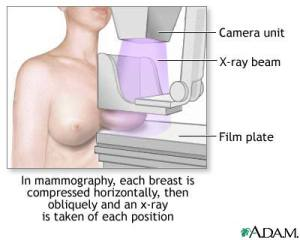 Camera unit
X-ray beam
Film plate
In mammography, each breast is
compressed horizontally, then
obliquely and an x-ray
is taken of each position
ADAM.